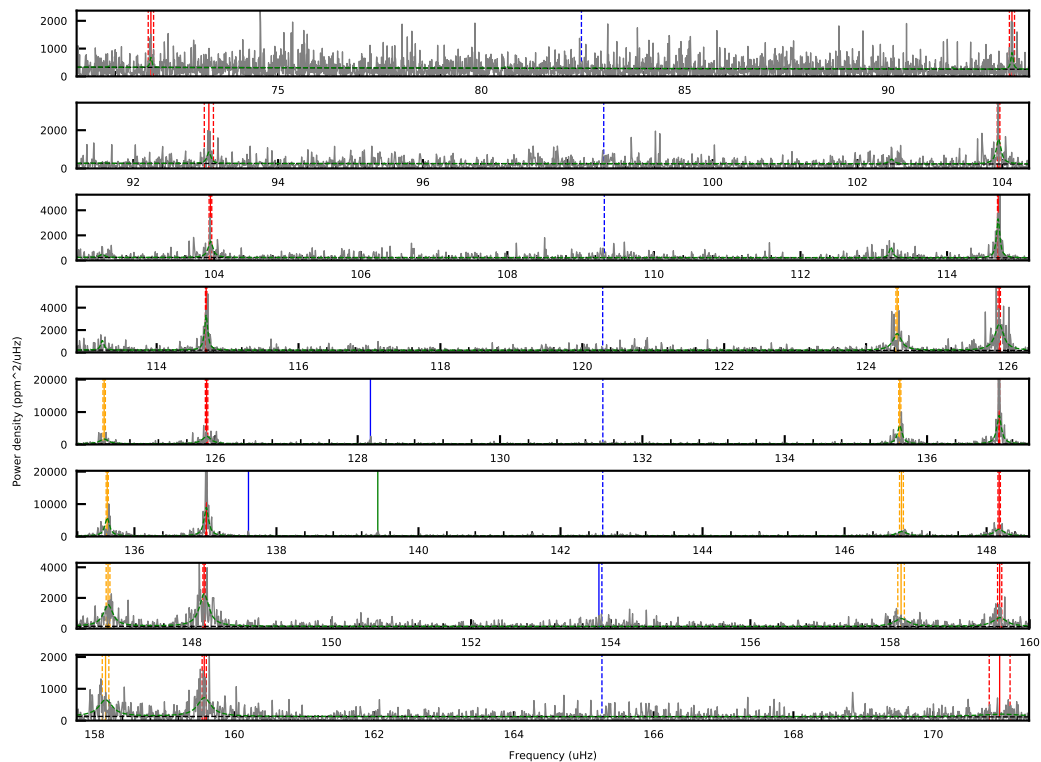 2000
1000
0
75 80 85 90
2000
0
92 94 96 98 100 102 104
4000
2000
0
104 106 108 110 112 114
4000
2000
0
114 116 118 120 122 124 126
20000
10000
0
126 128 130 132 134 136
20000
10000
0
136 138 140 142 144 146 148
4000
2000
0
148 150 152 154 156 158 160
2000
1000
0
158 160 162 164 166 168 170
Power density (ppm^2/uHz)
Frequency (uHz)